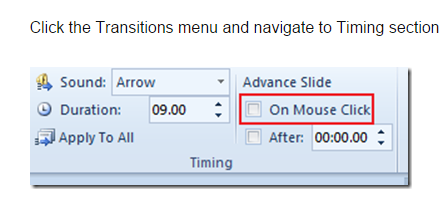 Click the Transitions menu and navigate to Timing section
Sound: Arrow Advance Slide
Duration: 09.00 On Mouse Click
Apply To All After: 00:00.00
Timing